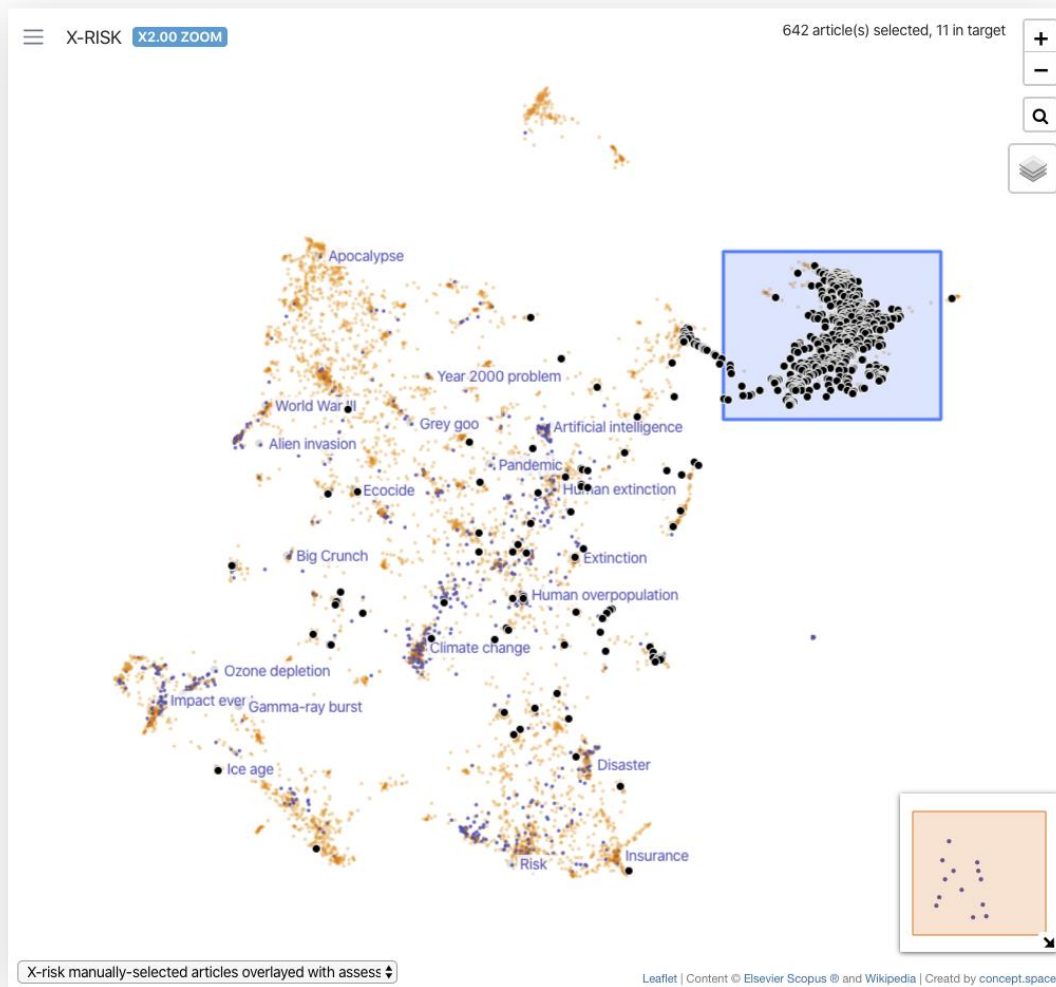 X-RISK X2.00 ZOOM
642 article(s) selected, 11 in target
+
−
Apocalypse
Year 2000 problem
World War III
Grey goo
Artificial intelligence
Alien invasion
Pandemic
Ecocide
Human extinction
Big Crunch
Extinction
Human overpopulation
Climate change
Ozone depletion
Impact ever
Gamma-ray burst
Disaster
Ice age
Insurance
Risk
X-risk manually-selected articles overlayed with assess
Leaflet | Content © Elsevier Scopus ® and Wikipedia | Creatd by concept.space